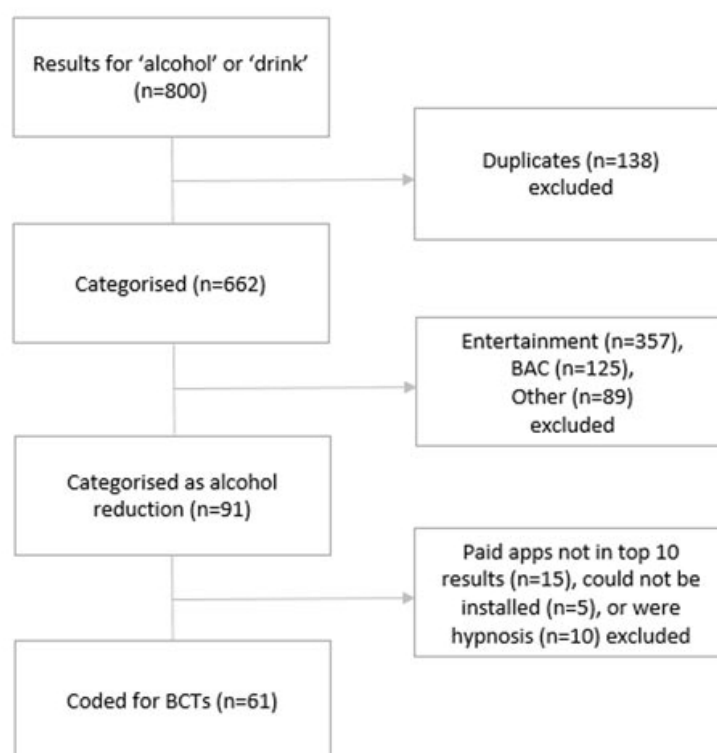 Results for ‘alcohol’ or ‘drink’
(n=800)
Duplicates (n=138)
excluded
Categorised (n=662)
Entertainment (n=357),
BAC (n=125),
Other (n=89)
excluded
Categorised as alcohol
reduction (n=91)
Paid apps not in top 10
results (n=15), could not be
installed (n=5), or were
hypnosis (n=10) excluded
Coded for BCTs (n=61)